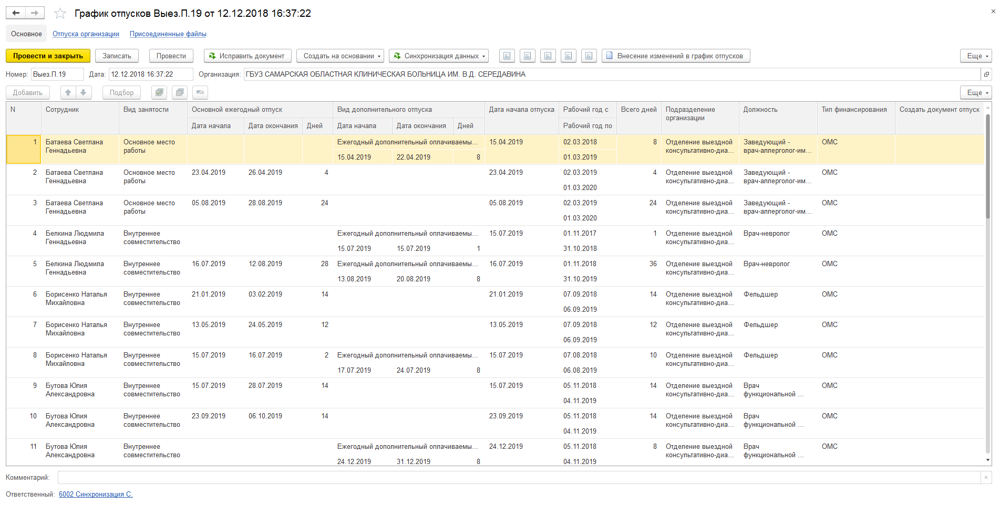 График отпусков Выез.П.19 от 12.12.2018 16:37:22
Основное Отпуска организации Присоединенные файлы
Провести и закрыть Записать Провести Исправить документ Создать на основании Синхронизация данных Внесение изменений в график отпусков Еще
Номер: Выез.П.19 Дата: 12.12.2018 16:37:22 Организация: ГБУЗ САМАРСКАЯ ОБЛАСТНАЯ КЛИНИЧЕСКАЯ БОЛЬНИЦА ИМ. В.Д. СЕРЕДАВИНА
Добавить Подбор Еще
N Сотрудник Вид занятости Основной ежегодный отпуск Вид дополнительного отпуска Дата начала отпуска Рабочий год с Всего дней Подразделение Должность Тип финансирования Создать документ отпуск
организации
Дата начала Дата окончания Дней Дата начала Дата окончания Дней Рабочий год по
1 Батаева Светлана Основное место Ежегодный дополнительный оплачиваемы... 15.04.2019 02.03.2018 8 Отделение выездной Заведующий - ОМС
Геннадьевна работы консультативно-диа... врач-аллерголог-им...
15.04.2019 22.04.2019 8 01.03.2019
2 Батаева Светлана Основное место 23.04.2019 26.04.2019 4 23.04.2019 02.03.2019 4 Отделение выездной Заведующий - ОМС
Геннадьевна работы консультативно-диа... врач-аллерголог-им...
01.03.2020
3 Батаева Светлана Основное место 05.08.2019 28.08.2019 24 05.08.2019 02.03.2019 24 Отделение выездной Заведующий - ОМС
Геннадьевна работы консультативно-диа... врач-аллерголог-им...
01.03.2020
4 Белкина Людмила Внутреннее Ежегодный дополнительный оплачиваемы... 15.07.2019 01.11.2017 1 Отделение выездной Врач-невролог ОМС
Геннадьевна совместительство консультативно-диа...
15.07.2019 15.07.2019 1 31.10.2018
5 Белкина Людмила Внутреннее 16.07.2019 12.08.2019 28 Ежегодный дополнительный оплачиваемы... 16.07.2019 01.11.2018 36 Отделение выездной Врач-невролог ОМС
Геннадьевна совместительство консультативно-диа...
13.08.2019 20.08.2019 8 31.10.2019
6 Борисенко Наталья Внутреннее 21.01.2019 03.02.2019 14 21.01.2019 07.09.2018 14 Отделение выездной Фельдшер ОМС
Михайловна совместительство консультативно-диа...
06.09.2019
7 Борисенко Наталья Внутреннее 13.05.2019 24.05.2019 12 13.05.2019 07.09.2018 12 Отделение выездной Фельдшер ОМС
Михайловна совместительство консультативно-диа...
06.09.2019
8 Борисенко Наталья Внутреннее 15.07.2019 16.07.2019 2 Ежегодный дополнительный оплачиваемы... 15.07.2019 07.08.2018 10 Отделение выездной Фельдшер ОМС
Михайловна совместительство консультативно-диа...
17.07.2019 24.07.2019 8 06.08.2019
9 Бутова Юлия Внутреннее 15.07.2019 28.07.2019 14 15.07.2019 05.11.2018 14 Отделение выездной Врач ОМС
Александровна совместительство консультативно-диа... функциональной ...
04.11.2019
10 Бутова Юлия Внутреннее 23.09.2019 06.10.2019 14 23.09.2019 05.11.2018 14 Отделение выездной Врач ОМС
Александровна совместительство консультативно-диа... функциональной ...
04.11.2019
11 Бутова Юлия Внутреннее Ежегодный дополнительный оплачиваемы... 24.12.2019 05.11.2018 8 Отделение выездной Врач ОМС
Александровна совместительство консультативно-диа... функциональной ...
24.12.2019 31.12.2019 8 04.11.2019
Комментарий:
Ответственный: 6002 Синхронизация С.